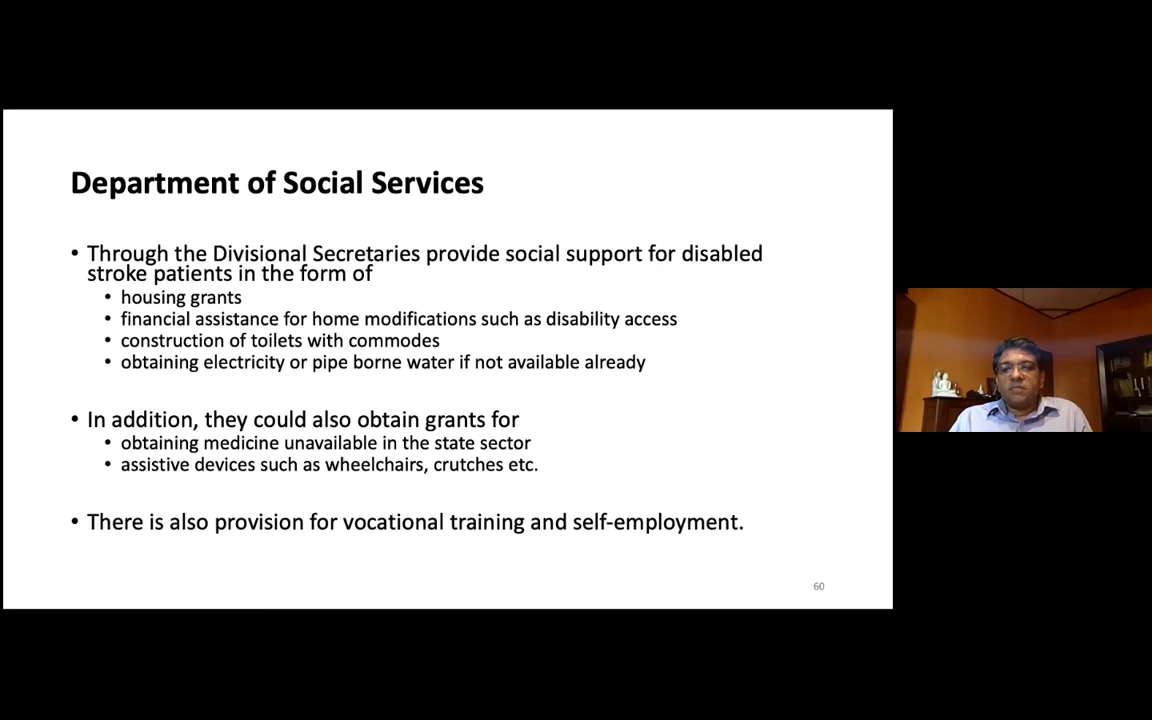 Department of Social Services
• Through the Divisional Secretaries provide social support for disabled
stroke patients in the form of
• housing grants
• financial assistance for home modifications such as disability access
• construction of toilets with commodes
• obtaining electricity or pipe borne water if not available already
• In addition, they could also obtain grants for
• obtaining medicine unavailable in the state sector
• assistive devices such as wheelchairs, crutches etc.
• There is also provision for vocational training and self-employment.
60